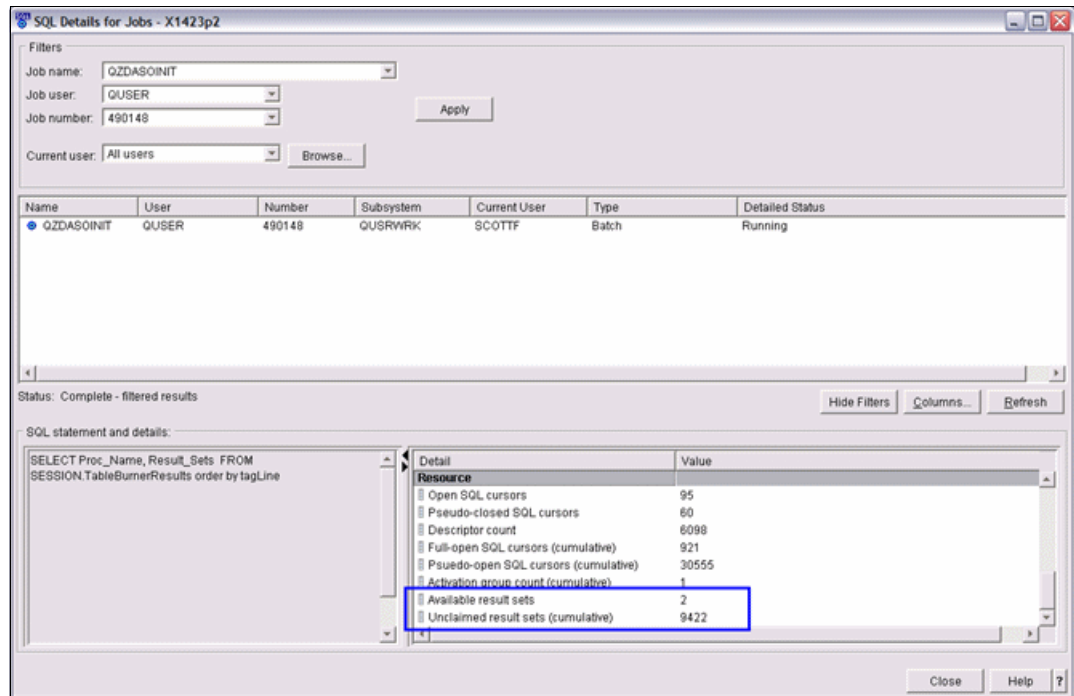 SQL Details for Jobs - X1423p2
Filters
Job name: QZDASOINIT
Job user: QUSER
Job number: 490148
Apply
Current user: All users Browse...
Name User Number Subsystem Current User Type Detailed Status
QZDASOINIT QUSER 490148 QUSRWRK SCOTTF Batch Running
Status: Complete - filtered results
Hide Filters Columns... Refresh
SQL statement and details:
SELECT Proc_Name, Result_Sets FROM
SESSION.TableBurnerResults order by tagLine
Detail Value
Resource
Open SQL cursors 95
Pseudo-closed SQL cursors 60
Descriptor count 6098
Full-open SQL cursors (cumulative) 921
Psuedo-open SQL cursors (cumulative) 30555
Activation group count (cumulative) 1
Available result sets 2
Unclaimed result sets (cumulative) 9422
Close Help ?